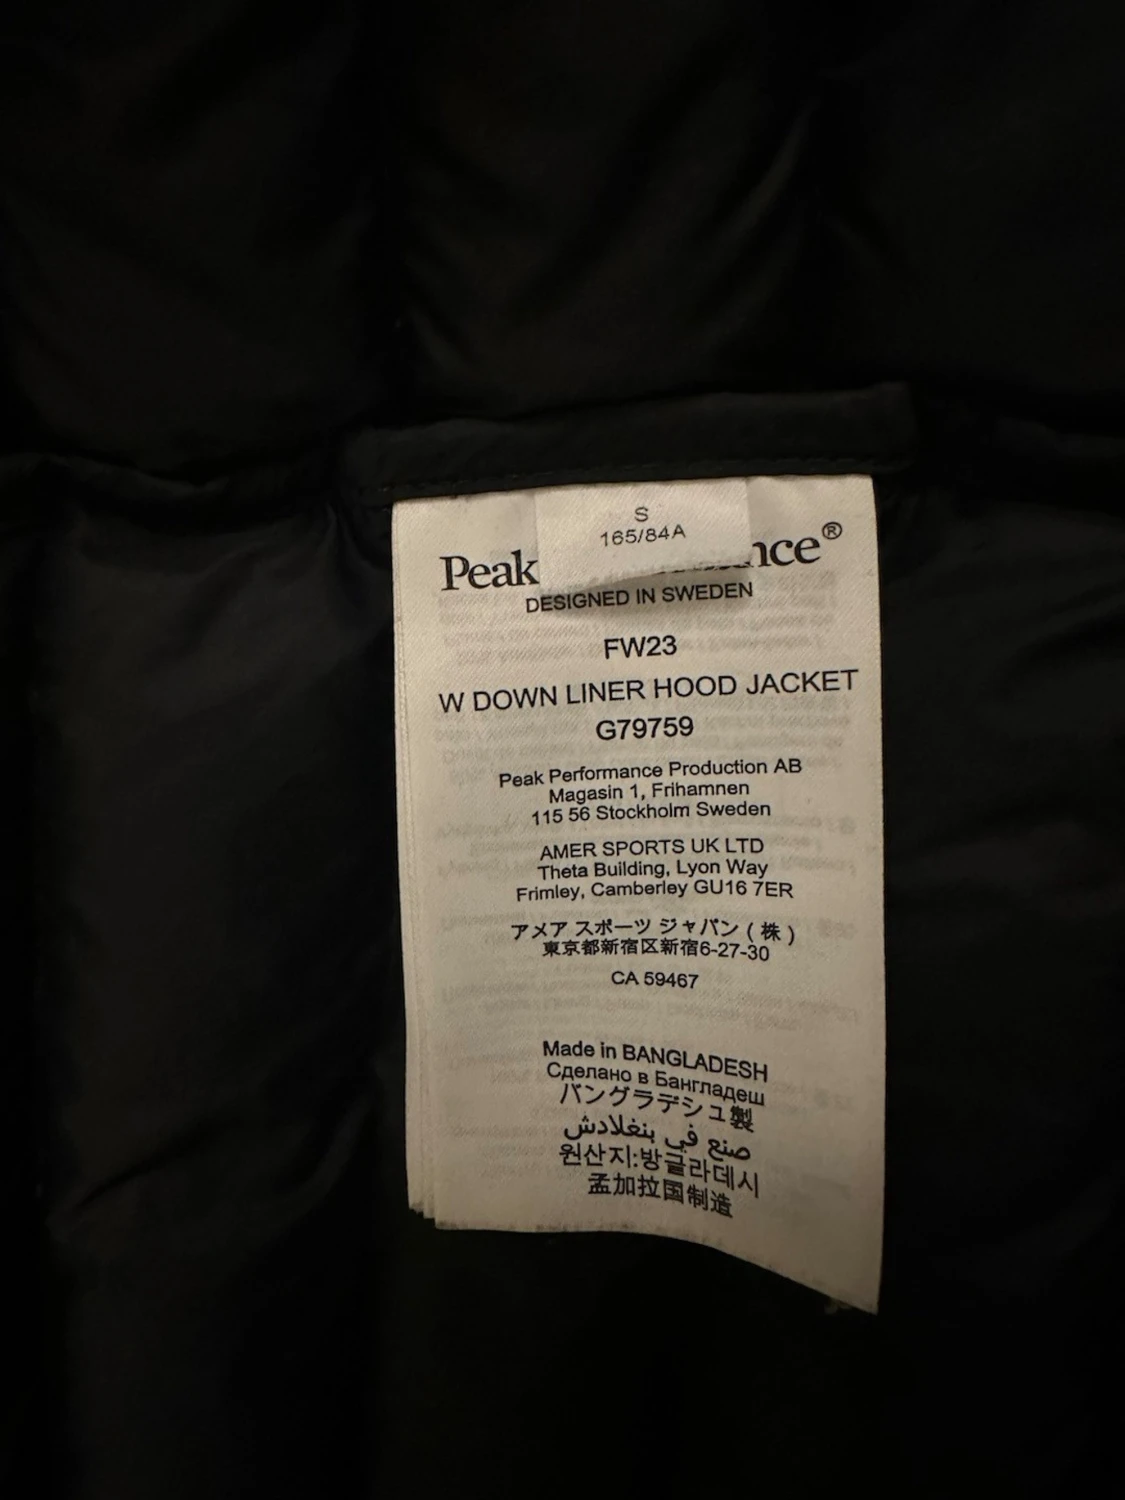 S
165/84A
Peak nce®
DESIGNED IN SWEDEN
FW23
W DOWN LINER HOOD JACKET
G79759
Peak Performance Production AB
Magasin 1, Frihamnen
115 56 Stockholm Sweden
AMER SPORTS UK LTD
Theta Building, Lyon Way
Frimley, Camberley GU16 7ER
アメア スポーツ ジャパン ( 株 )
東京都新宿区新宿6-27-30
CA 59467
Made in BANGLADESH
Сделано в Бангладеш
バングラデシュ製
صنع في بنغلادش
원산지:방글라데시
孟加拉国制造